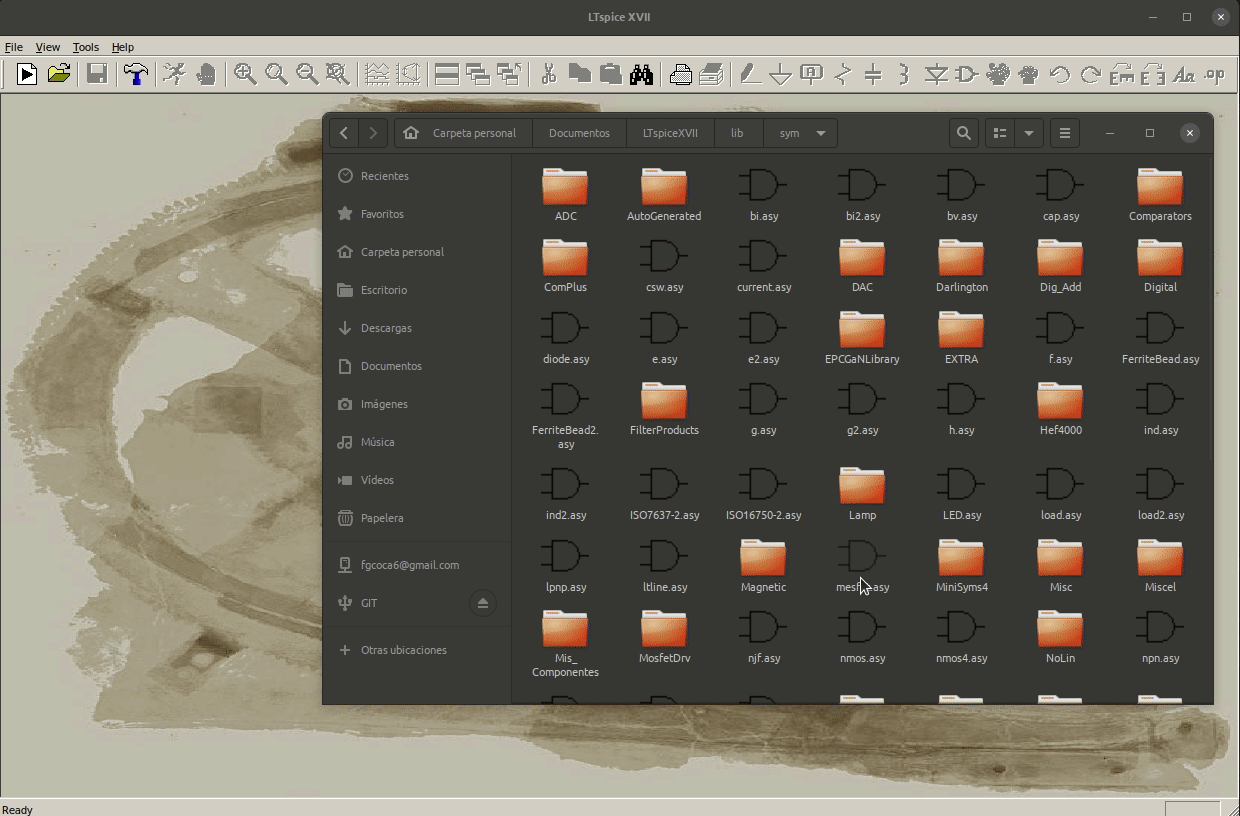 LTspice XVII
File View Tools Help
Carpeta personal Documentos LTspiceXVII lib sym
Recientes
Favoritos
Carpeta personal
Escritorio
Descargas
Documentos
Imágenes
Música
Vídeos
Papelera
fgcoca6@gmail.com
GIT
Otras ubicaciones
ADC AutoGenerated bi.asy bi2.asy bv.asy cap.asy Comparators
ComPlus csw.asy current.asy DAC Darlington Dig_Add Digital
diode.asy e.asy e2.asy EPCGaNLibrary EXTRA f.asy FerriteBead.asy
FerriteBead2. FilterProducts g.asy g2.asy h.asy Hef4000 ind.asy
asy
ind2.asy ISO7637-2.asy ISO16750-2.asy Lamp LED.asy load.asy load2.asy
lpnp.asy ltline.asy Magnetic MiniSyms4 Misc Miscel
Mis_ MosfetDrv njf.asy nmos.asy nmos4.asy NoLin npn.asy
Componentes
Ready